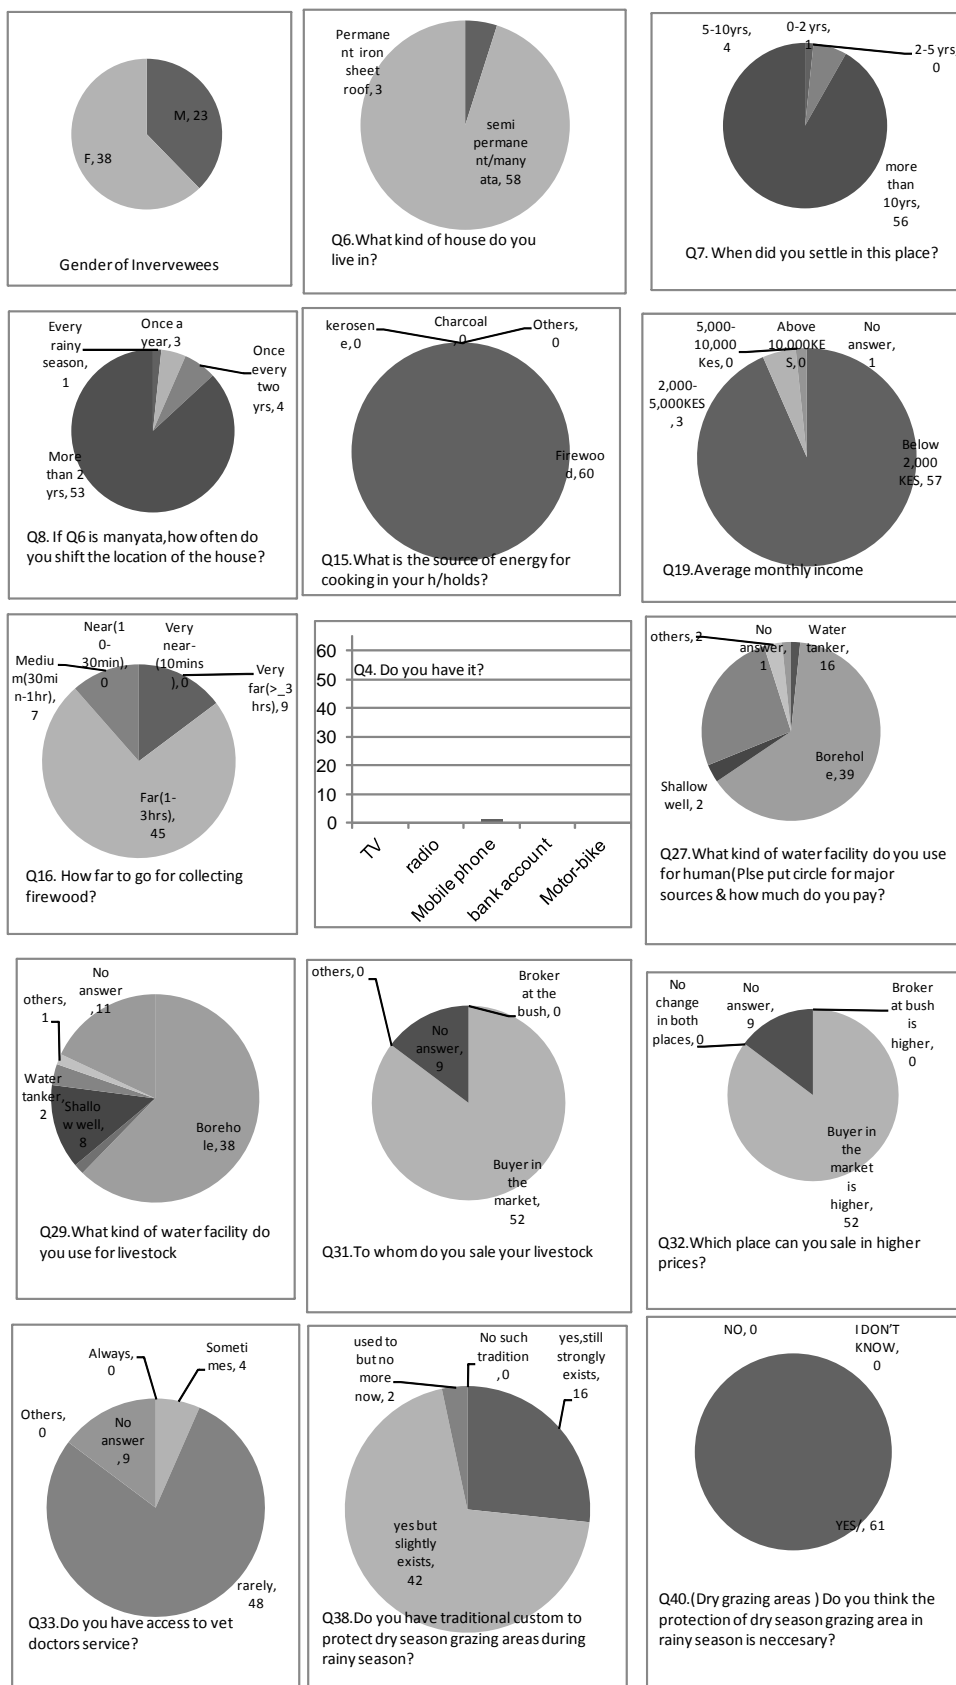 M, 23
F, 38
Gender of Invervewees
Permane
nt iron
sheet
roof, 3
semi
permane
nt/many
ata, 58
Q6.What kind of house do you
live in?
5-10yrs,
4
0-2 yrs,
1
2-5 yrs,
0
more
than
10yrs,
56
Q7. When did you settle in this place?
Every
rainy
season,
1
Once a
year, 3
Once
every
two
yrs, 4
More
than 2
yrs, 53
Q8. If Q6 is manyata,how often do
you shift the location of the house?
kerosen
e, 0
Charcoal
, 0
Others,
0
Firewoo
d, 60
Q15.What is the source of energy for
cooking in your h/holds?
5,000-
10,000
Kes, 0
Above
10,000KE
S, 0
No
answer,
1
2,000-
5,000KES
, 3
Below
2,000
KES, 57
Q19.Average monthly income
Near(1
0-
30min),
0
Very
near-
(10mins
), 0
Mediu
m(30mi
n-1hr),
7
Very
far(>_3
hrs), 9
Far(1-
3hrs),
45
Q16. How far to go for collecting
firewood?
Q4. Do you have it?
60
50
40
30
20
10
0
TV
radio
Mobile phone
bank account
Motor-bike
others, 2
No
answer,
1
Water
tanker,
16
Borehol
e, 39
Shallow
well, 2
Q27.What kind of water facility do you use
for human(Plse put circle for major
sources & how much do you pay?
No
answer
, 11
others,
1
Water
tanker,
2
Shallo
w well,
8
Boreho
le, 38
Q29.What kind of water facility do
you use for livestock
others, 0
Broker
at the
bush, 0
No
answer,
9
Buyer in
the
market,
52
Q31.To whom do you sale your livestock
No
change
in both
places, 0
No
answer,
9
Broker
at bush
is
higher,
0
Buyer in
the
market
is
higher,
52
Q32.Which place can you sale in higher
prices?
Always,
0
Someti
mes, 4
Others,
0
No
answer
, 9
rarely,
48
Q33.Do you have access to vet
doctors service?
used to
but no
more
now, 2
No such
tradition
, 0
yes,still
strongly
exists,
16
yes but
slightly
exists,
42
Q38.Do you have traditional custom to
protect dry season grazing areas during
rainy season?
NO, 0
I DON'T
KNOW,
0
YES/, 61
Q40.(Dry grazing areas ) Do you think the
protection of dry season grazing area in
rainy season is neccesary?